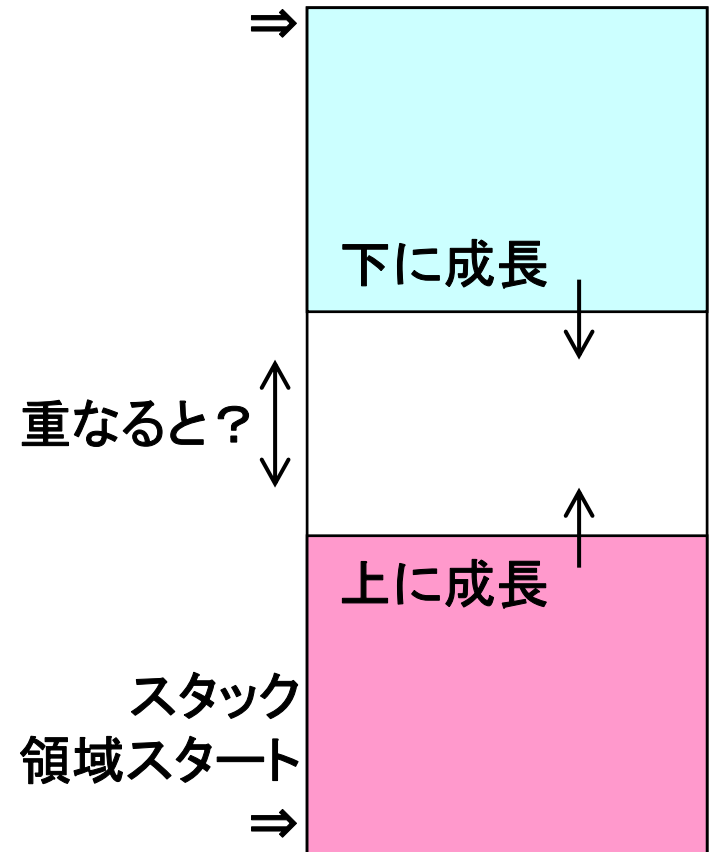 ⇒
下に成長
重なると？
上に成長
スタック
領域スタート
⇒